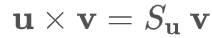 u × v = S_u v